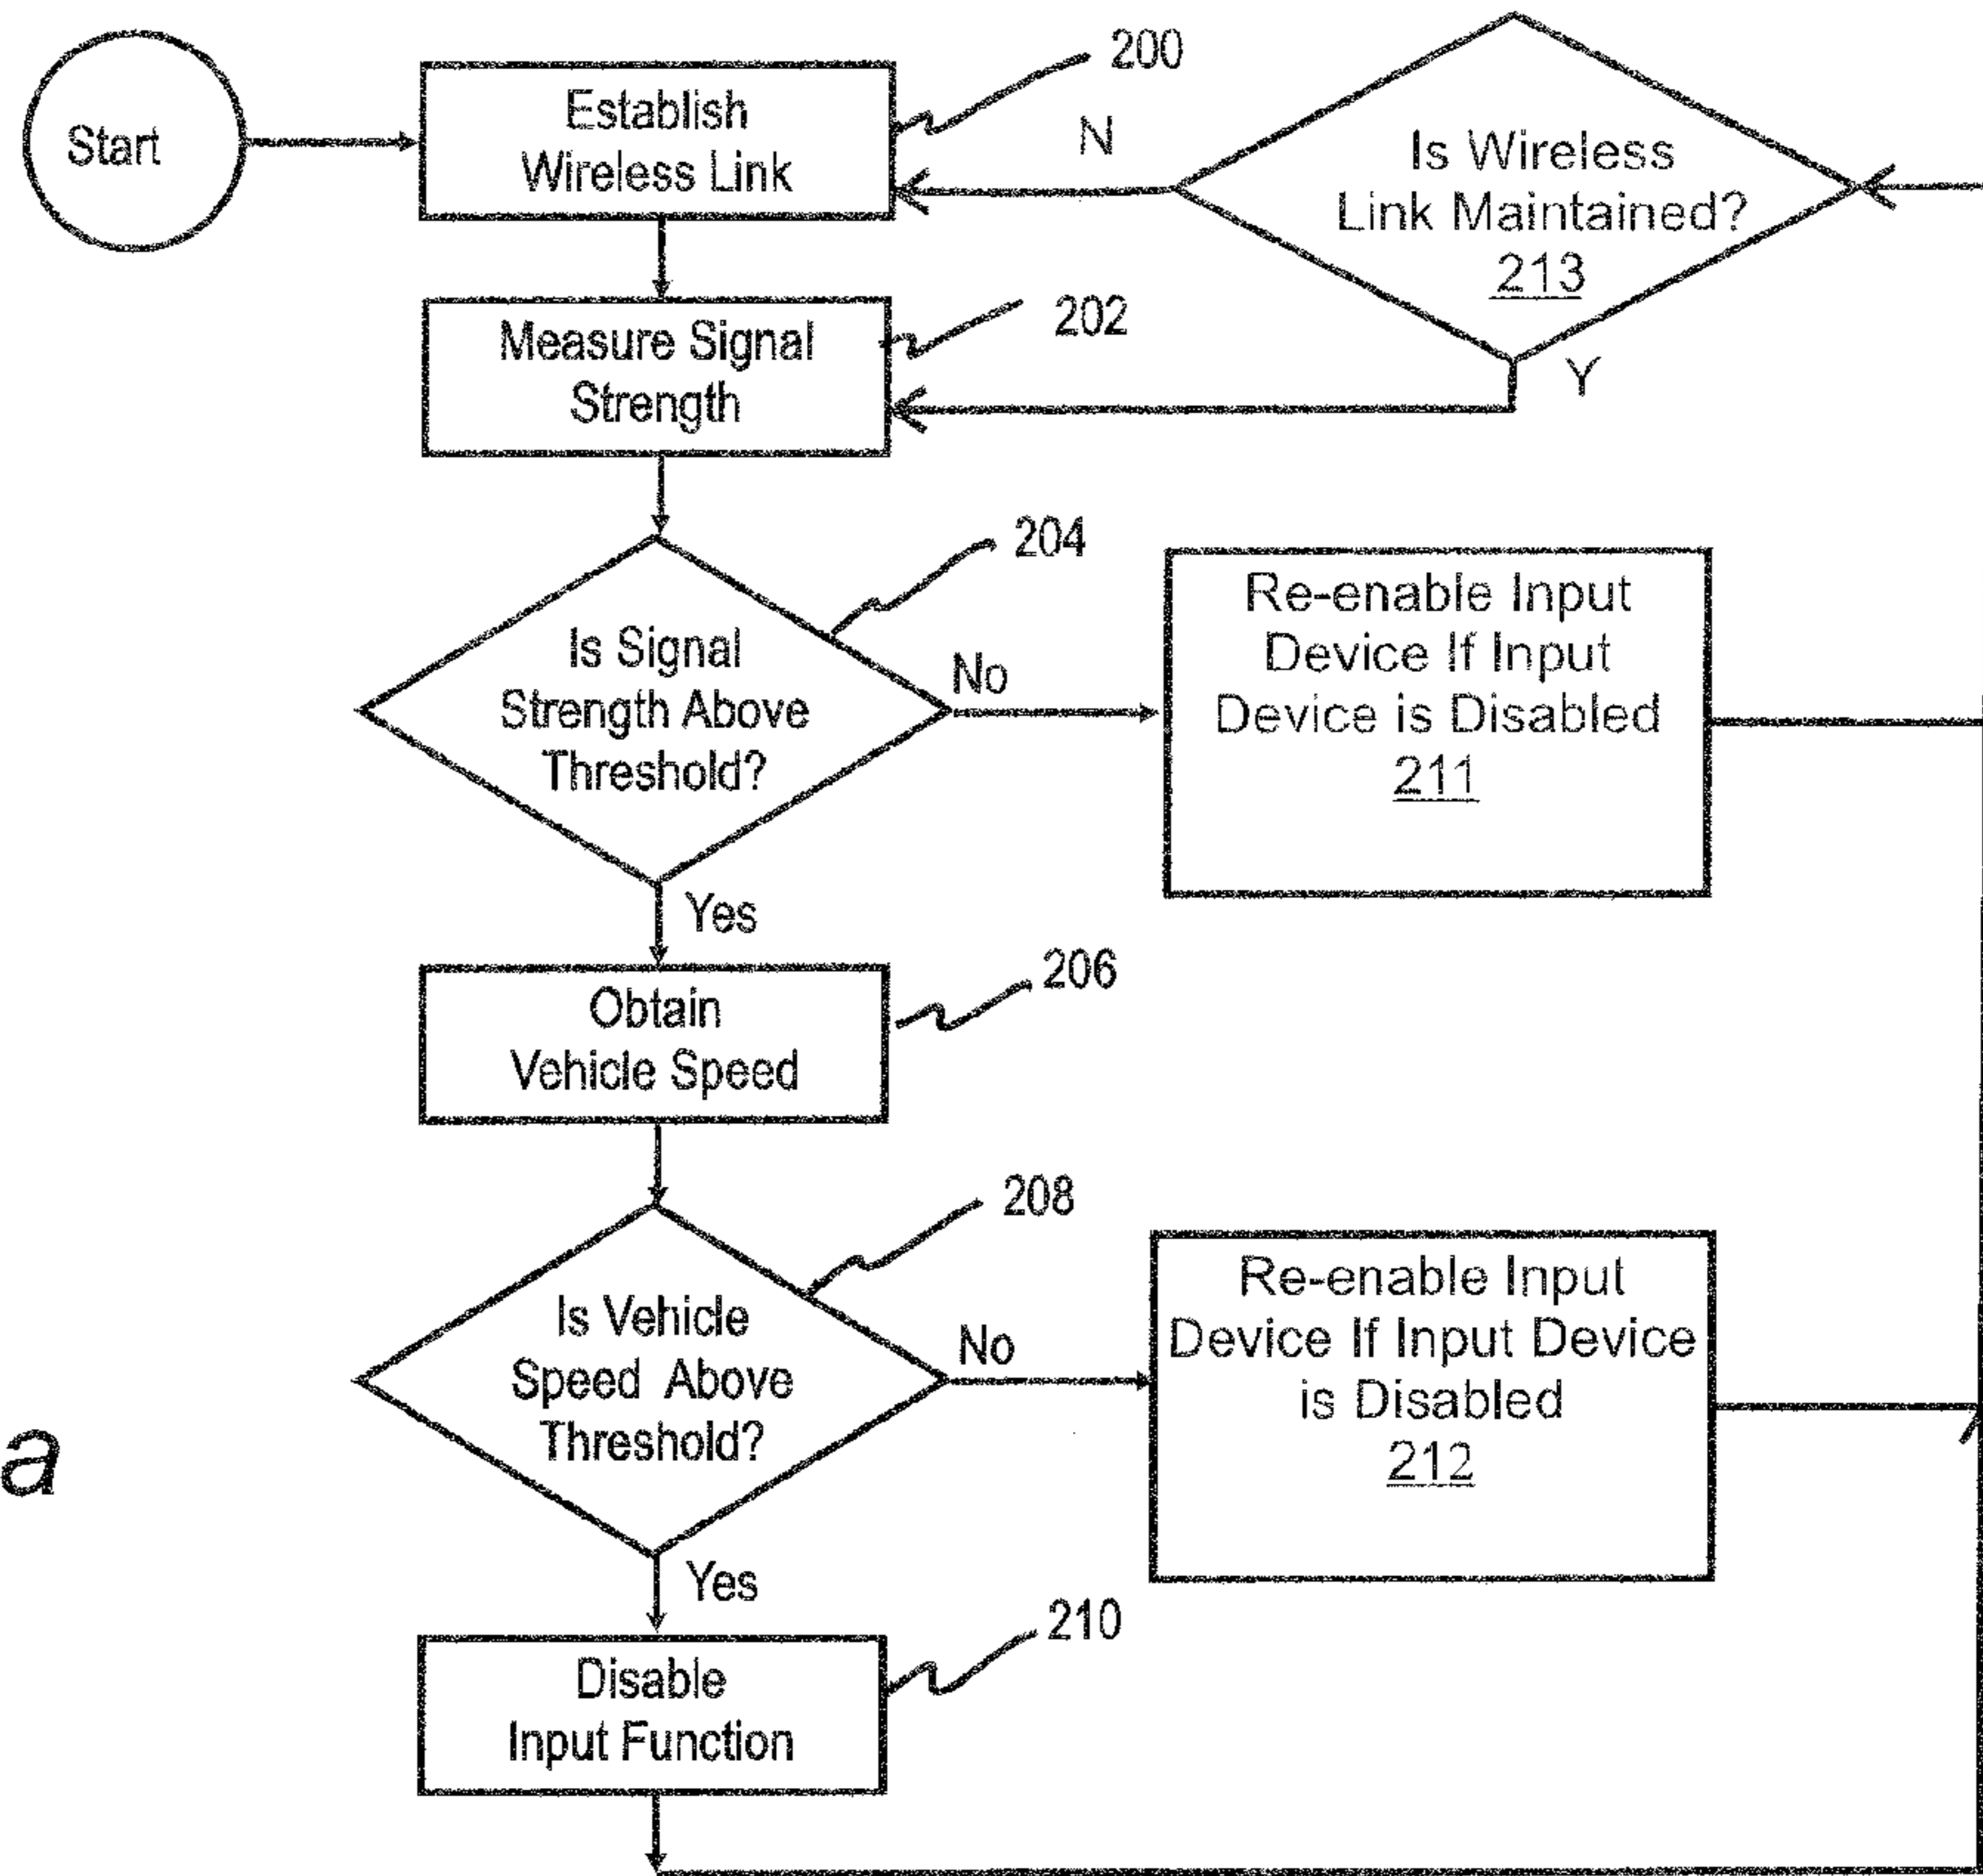 Start
Establish
Wireless Link
200
N
Is Wireless
Link Maintained?
213
Y
Measure Signal
Strength
202
204
Is Signal
Strength Above
Threshold?
No
Re-enable Input
Device If Input
Device is Disabled
211
Yes
206
Obtain
Vehicle Speed
208
Is Vehicle
Speed Above
Threshold?
No
Re-enable Input
Device If Input Device
is Disabled
212
a
Yes
210
Disable
Input Function